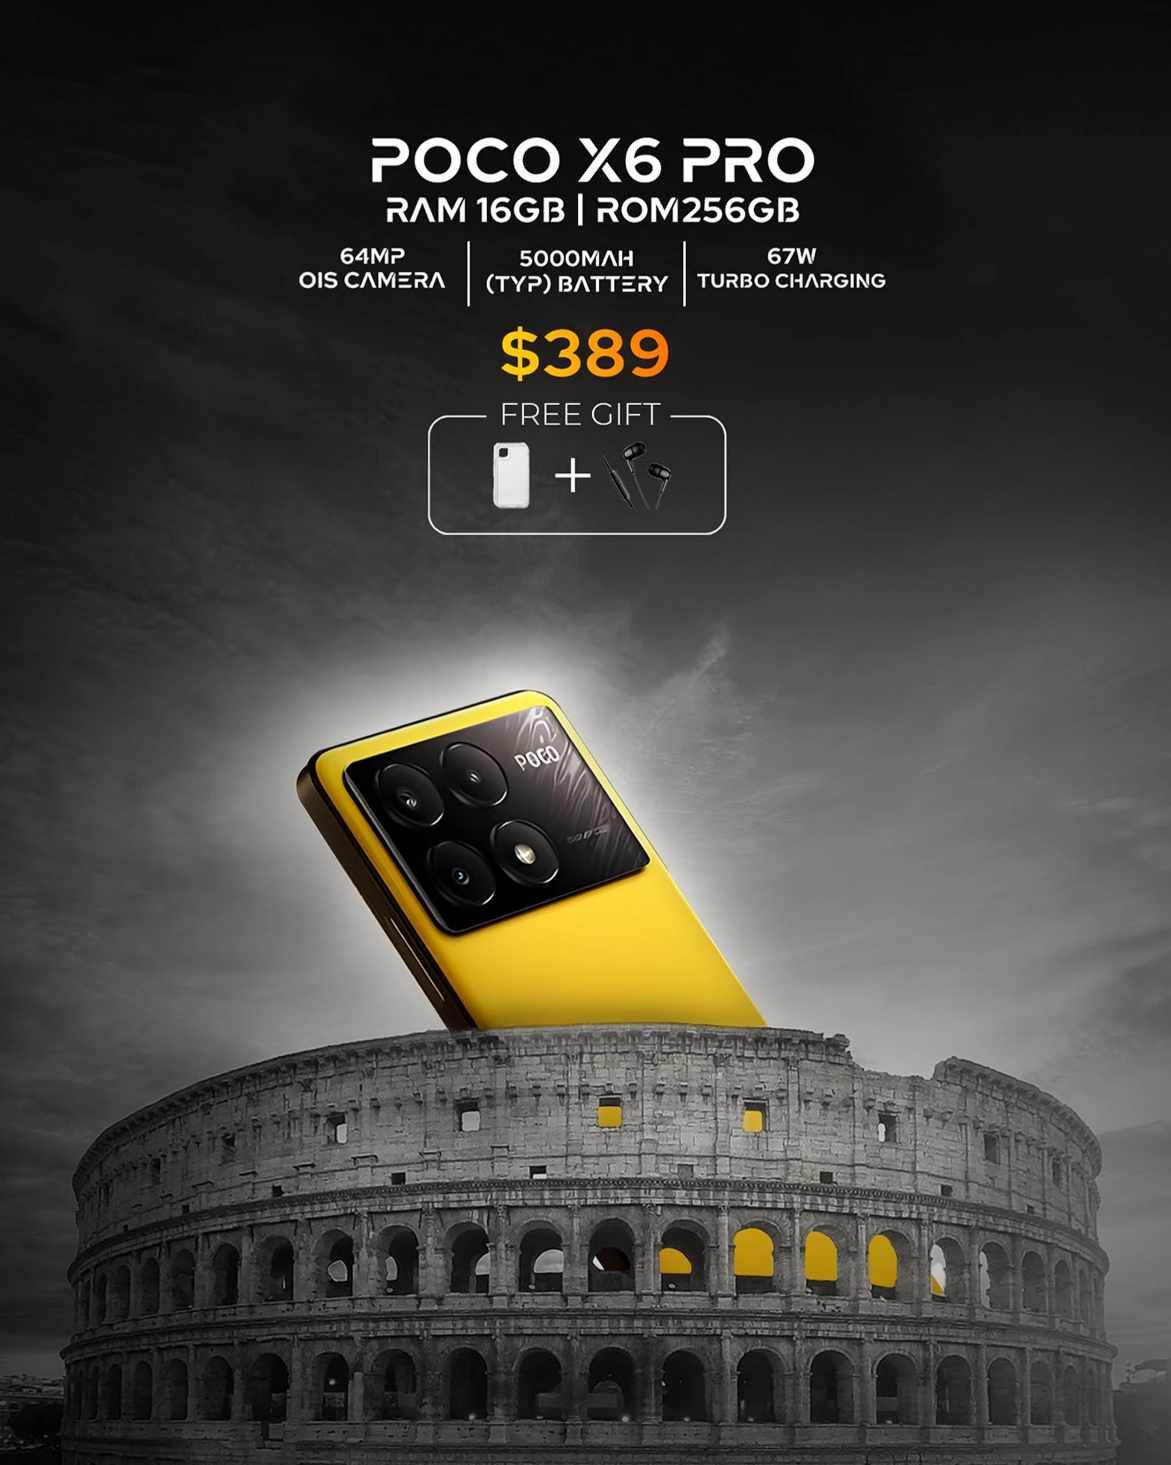 POCO X6 PRO
RAM 16GB | ROM256GB
64MP
OIS CAMERA
5000MAH
(TYP) BATTERY
67W
TURBO CHARGING
$389
FREE GIFT
POCO